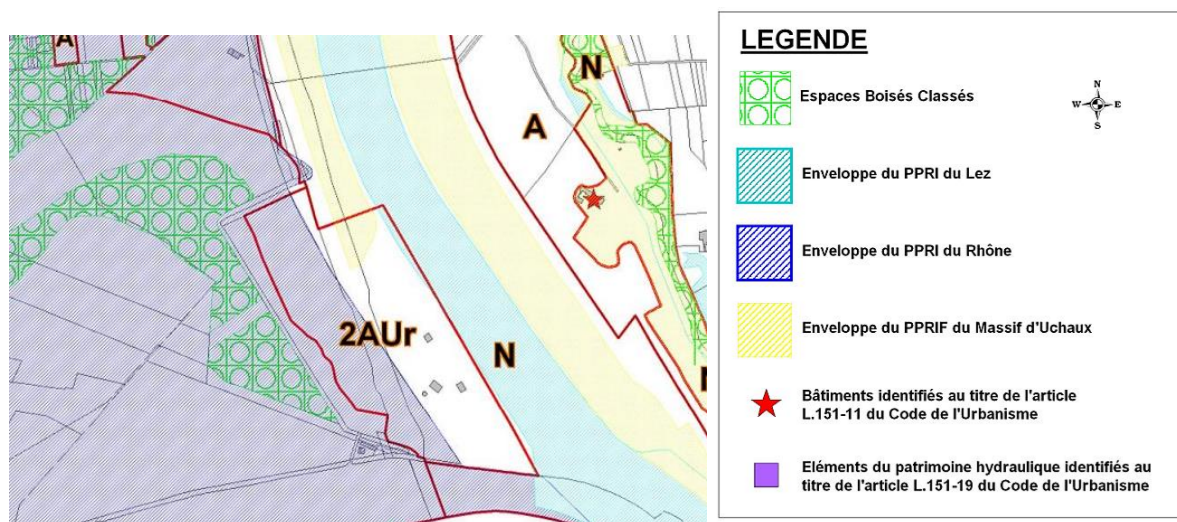 A
N
A
2AUr
N
LEGENDE
Espaces Boisés Classés
N
W E
S
Enveloppe du PPRI du Lez
Enveloppe du PPRI du Rhône
Enveloppe du PPRIF du Massif d'Uchaux
Bâtiments identifiés au titre de l'article
L.151-11 du Code de l'Urbanisme
Eléments du patrimoine hydraulique identifiés au
titre de l'article L.151-19 du Code de l'Urbanisme